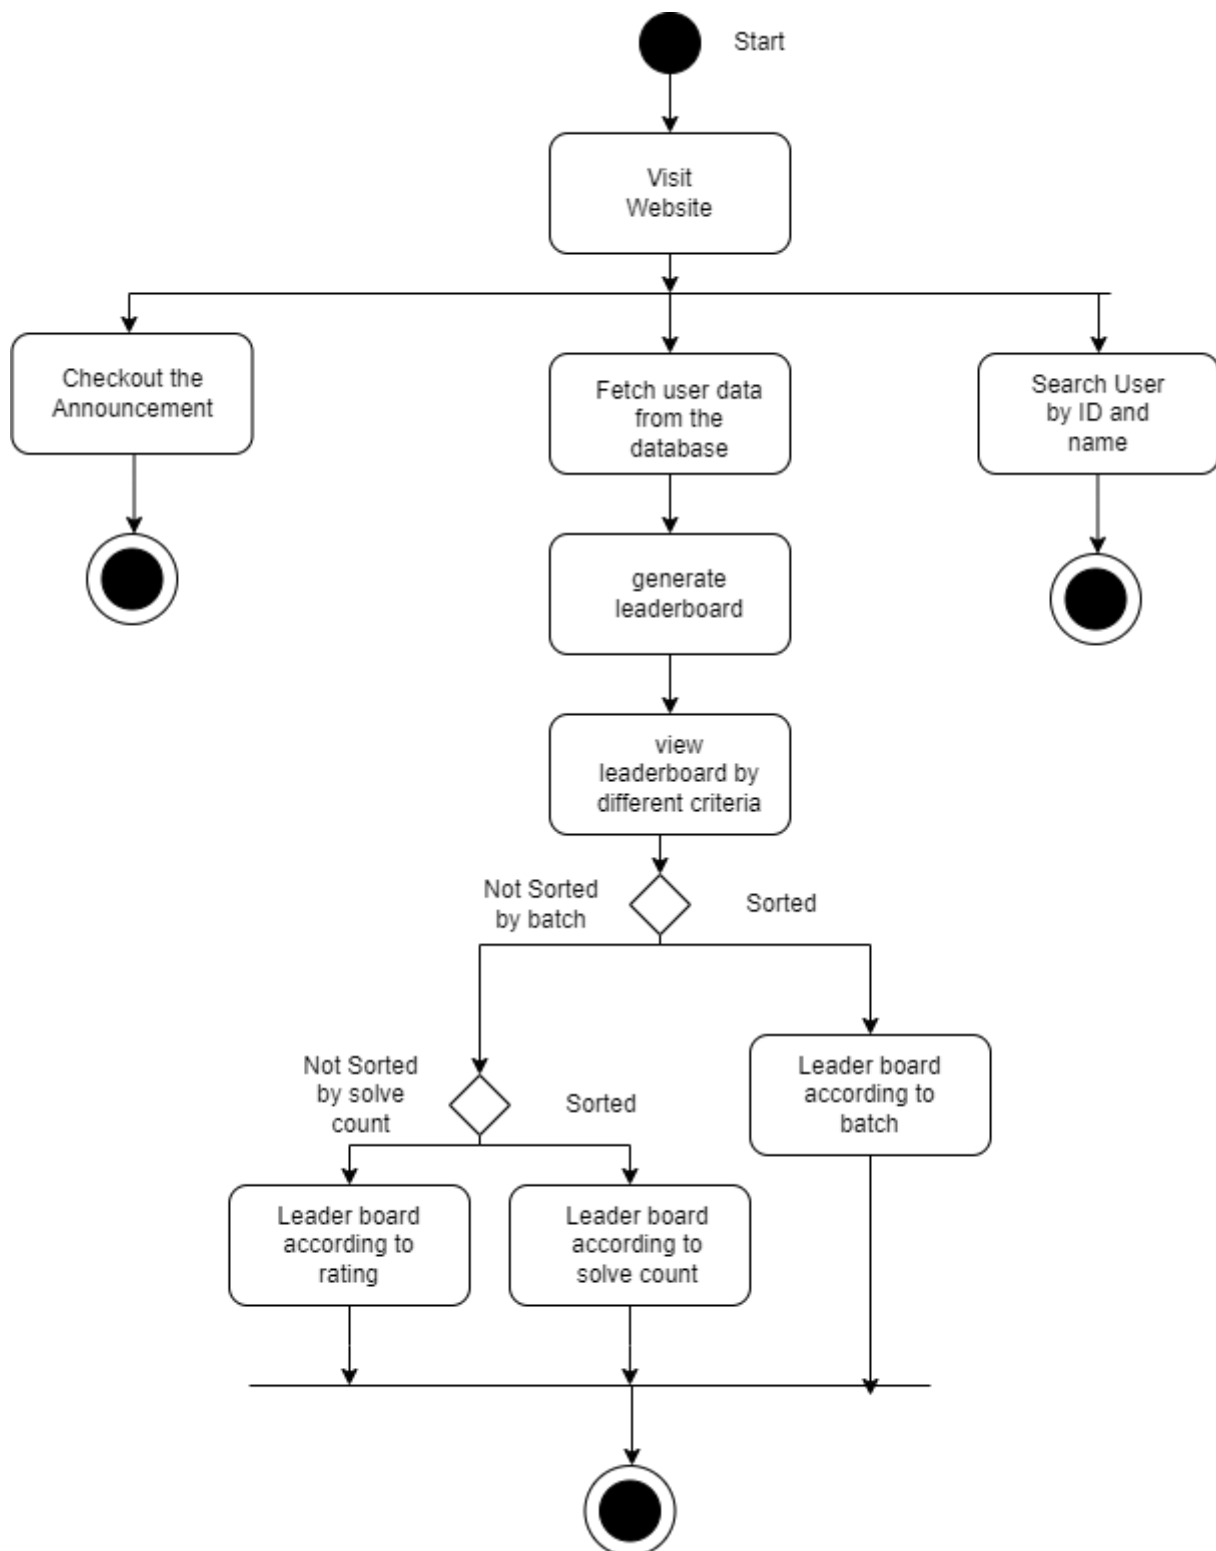 Start
Visit
Website
Checkout the
Announcement
Fetch user data
from the
database
Search User
by ID and
name
generate
leaderboard
view
leaderboard by
different criteria
Not Sorted
by batch
Sorted
Leader board
according to
batch
Not Sorted
by solve
count
Sorted
Leader board
according to
rating
Leader board
according to
solve count